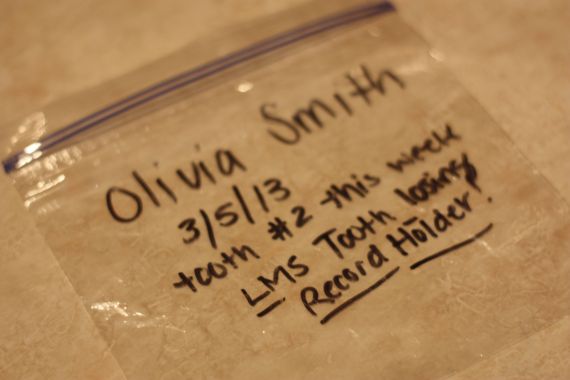 Olivia Smith
3/5/13
tooth #2 this week
LMS Tooth losing
Record Holder!